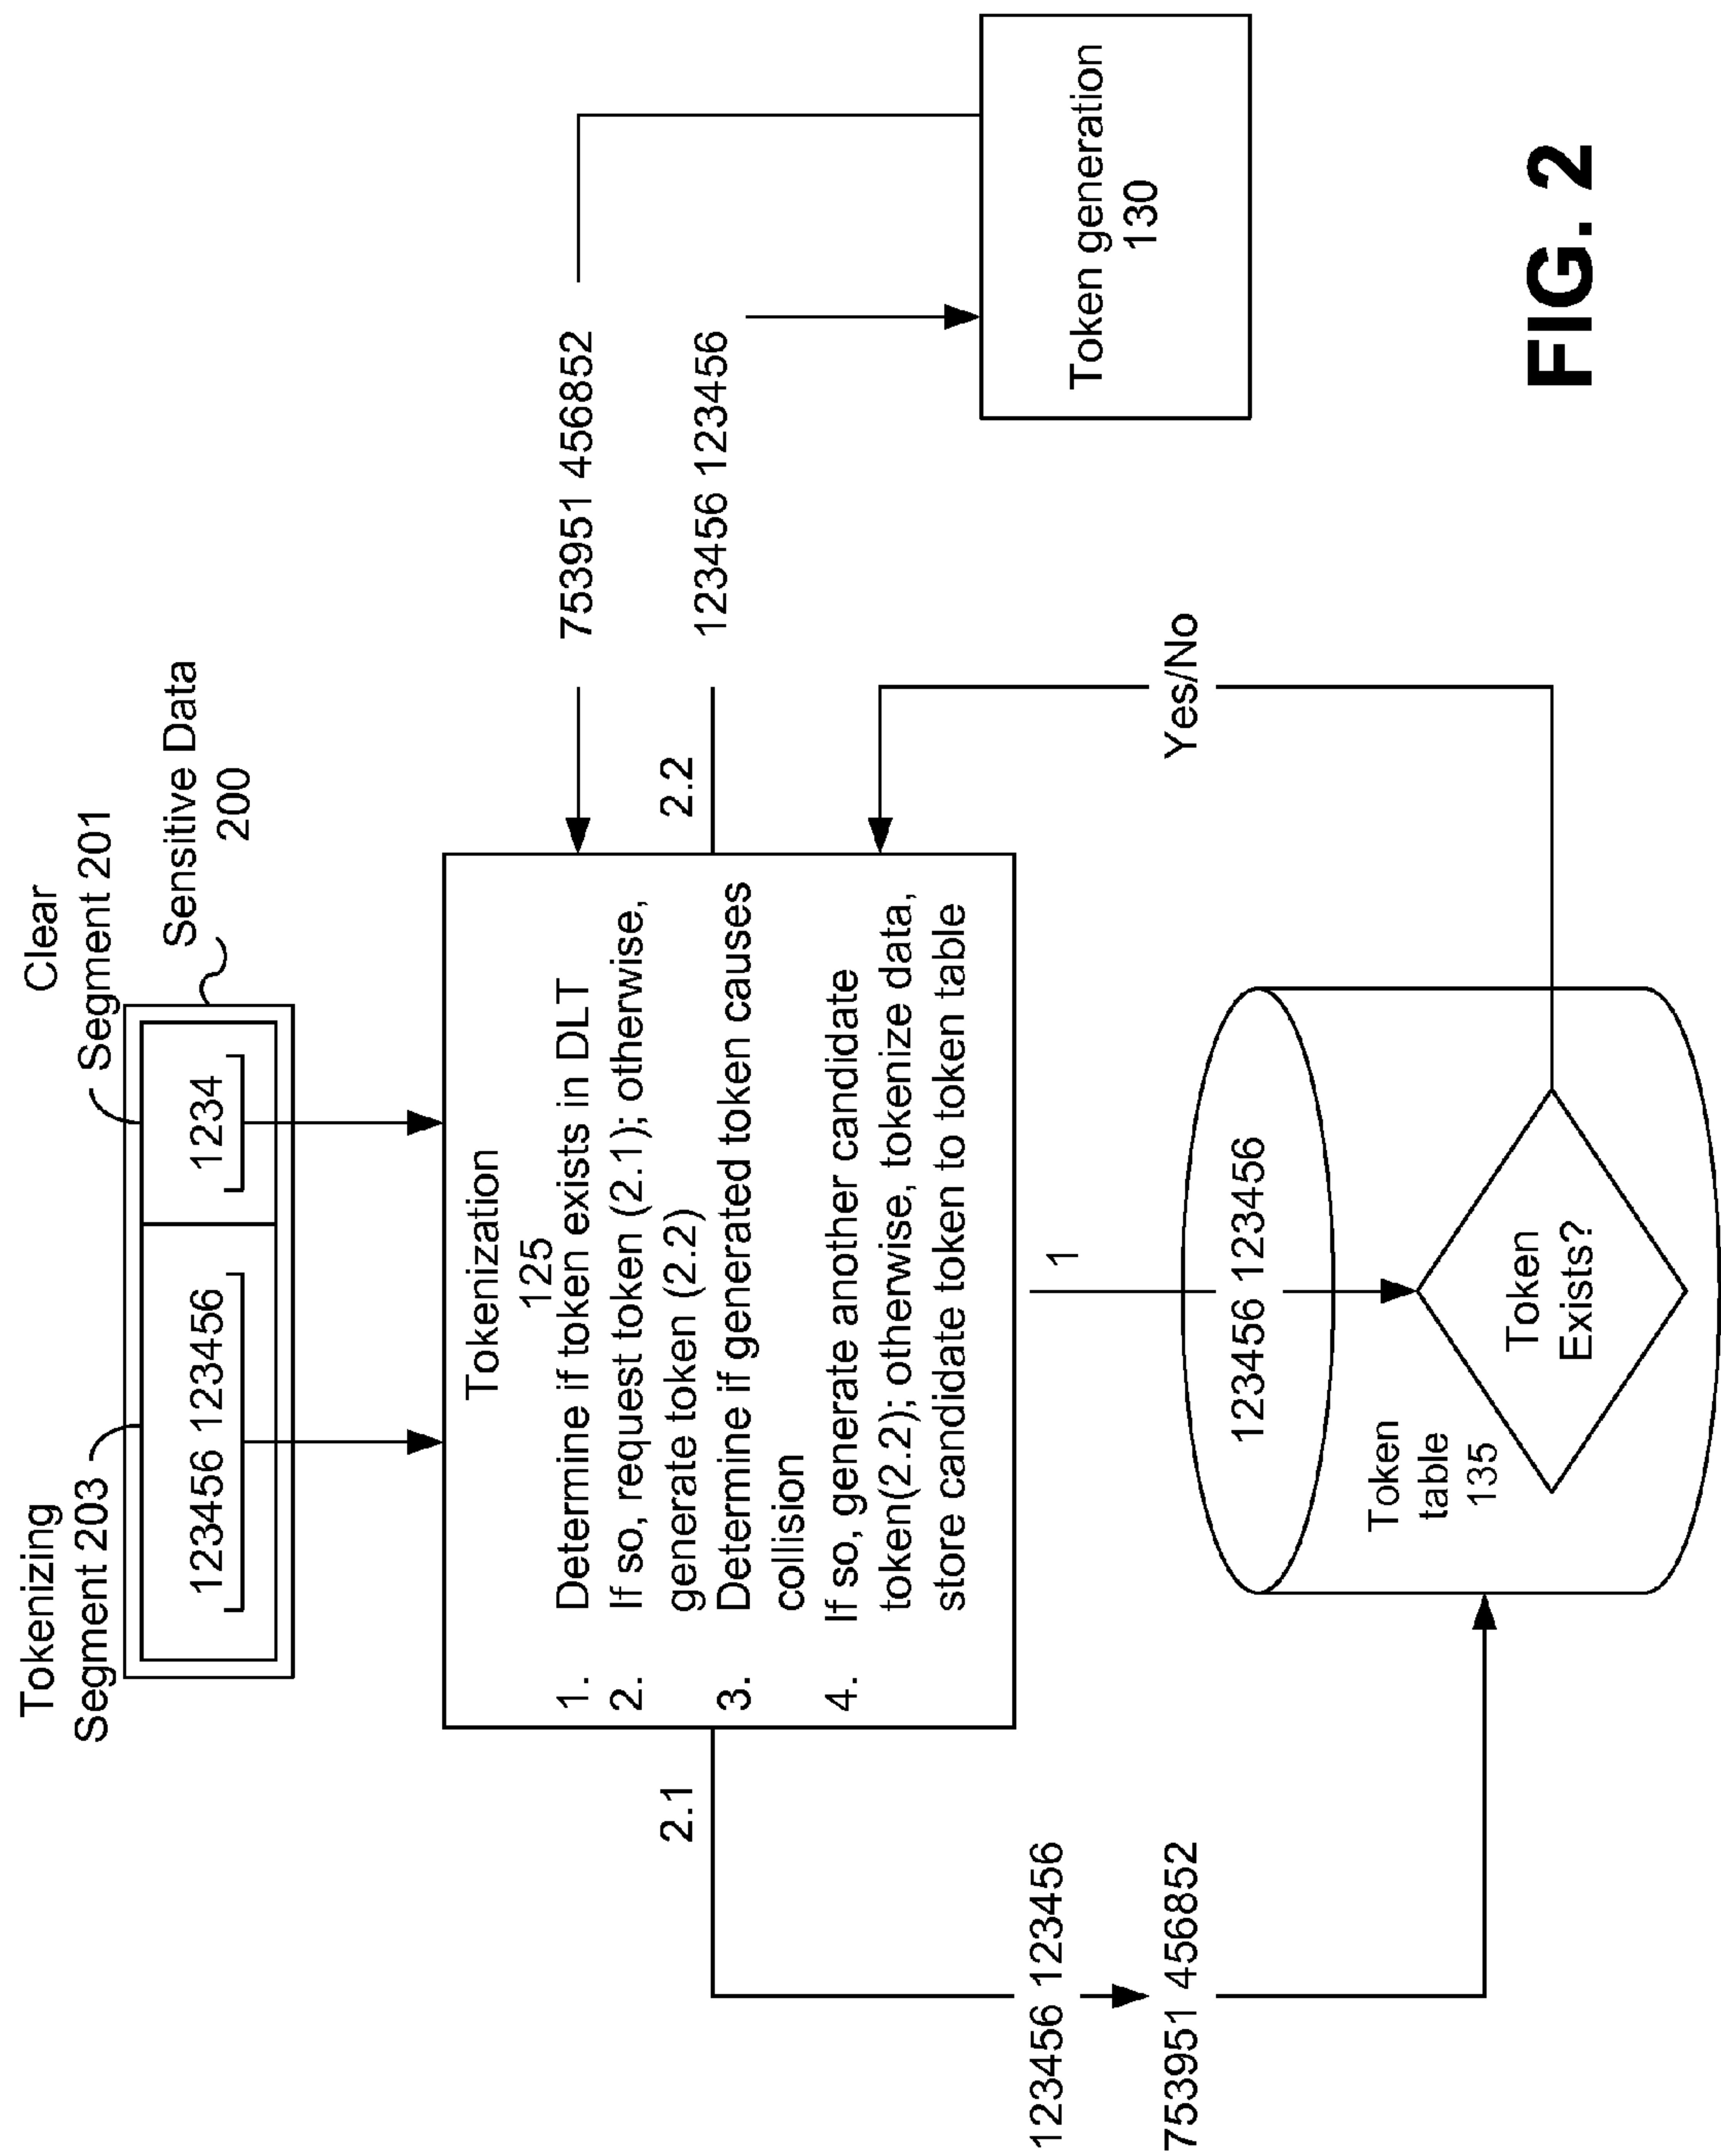 Tokenizing
Segment 203
Clear
Segment 201
Sensitive Data
200
123456 123456
1234
Tokenization
125
1. Determine if token exists in DLT
2. If so, request token (2.1); otherwise,
generate token (2.2)
3. Determine if generated token causes
collision
4. If so, generate another candidate
token(2.2); otherwise, tokenize data,
store candidate token to token table
2.1
2.2
753951 456852
123456 123456
Token generation
130
123456 123456
753951 456852
1
Yes/No
123456 123456
Token
table
135
Token
Exists?
FIG. 2